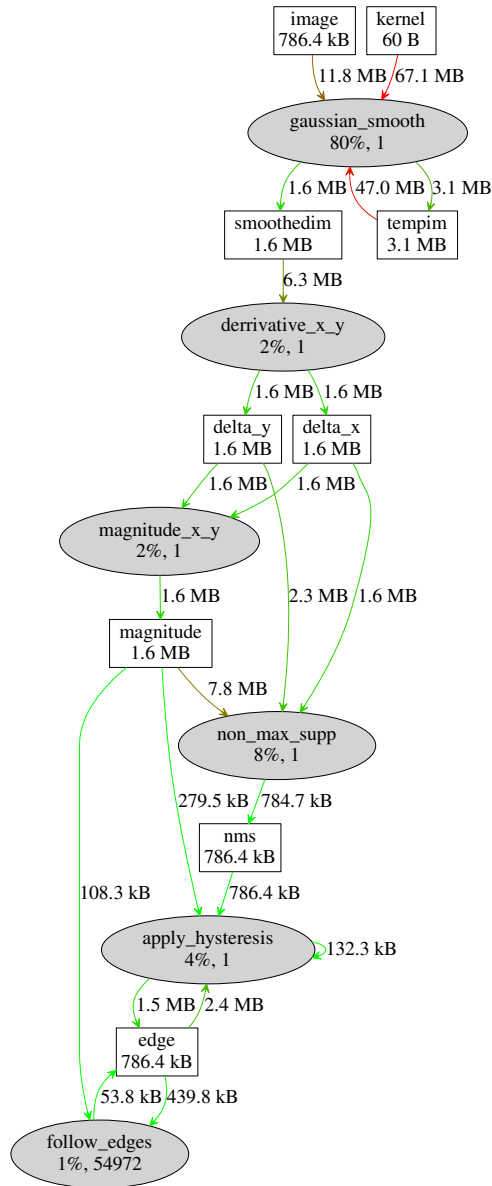 image
786.4 kB
kernel
60 B
11.8 MB
67.1 MB
gaussian_smooth
80%, 1
1.6 MB
47.0 MB
3.1 MB
smoothedim
1.6 MB
tempim
3.1 MB
6.3 MB
derrivative_x_y
2%, 1
1.6 MB
1.6 MB
delta_y
1.6 MB
delta_x
1.6 MB
1.6 MB
1.6 MB
magnitude_x_y
2%, 1
1.6 MB
2.3 MB
1.6 MB
magnitude
1.6 MB
7.8 MB
non_max_supp
8%, 1
279.5 kB
784.7 kB
nms
786.4 kB
108.3 kB
786.4 kB
apply_hysteresis
4%, 1
132.3 kB
1.5 MB
2.4 MB
edge
786.4 kB
53.8 kB
439.8 kB
follow_edges
1%, 54972